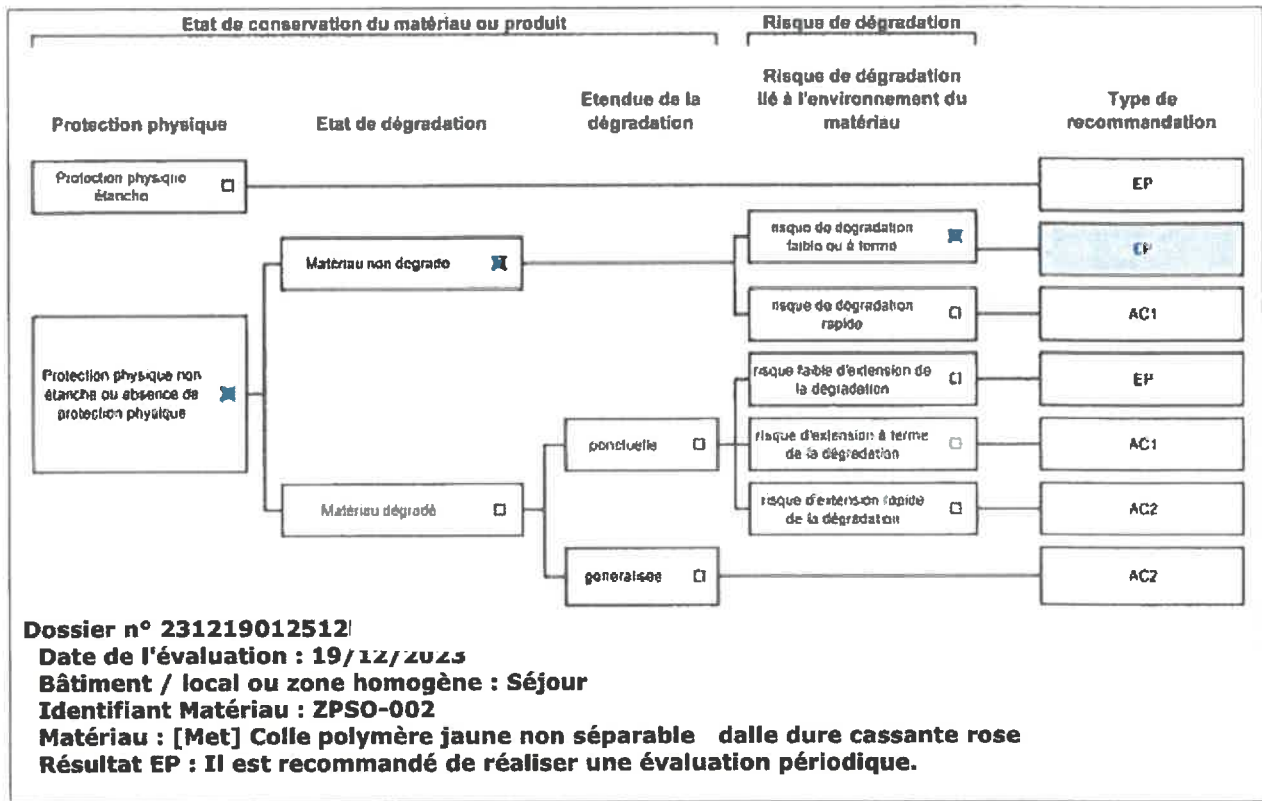 Etat de conservation du matériau ou produit
Risque de dégradation
Protection physique
Etat de dégradation
Etendue de la
dégradation
Risque de dégradation
lié à l'environnement du
matériau
Type de
recommandation
Protection physique
étanche
EP
Matériau non dégradé
risque de dégradation
faible ou à terme
EP
risque de dégradation
rapide
AC1
Protection physique non
étanche ou absence de
protection physique
risque faible d'extension de
la dégradation
EP
ponctuelle
risque d'extension à terme
de la dégradation
AC1
Matériau dégradé
risque d'extension rapide
de la dégradation
AC2
généralisée
AC2
Dossier n° 231219012512
Date de l'évaluation : 19/12/2023
Bâtiment / local ou zone homogène : Séjour
Identifiant Matériau : ZPSO-002
Matériau : [Met] Colle polymère jaune non séparable dalle dure cassante rose
Résultat EP : Il est recommandé de réaliser une évaluation périodique.